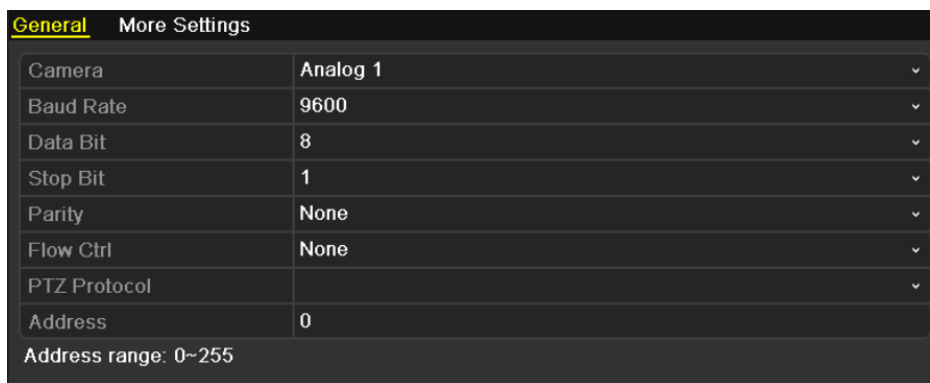 General More Settings
Camera Analog 1
Baud Rate 9600
Data Bit 8
Stop Bit 1
Parity None
Flow Ctrl None
PTZ Protocol
Address 0
Address range: 0~255